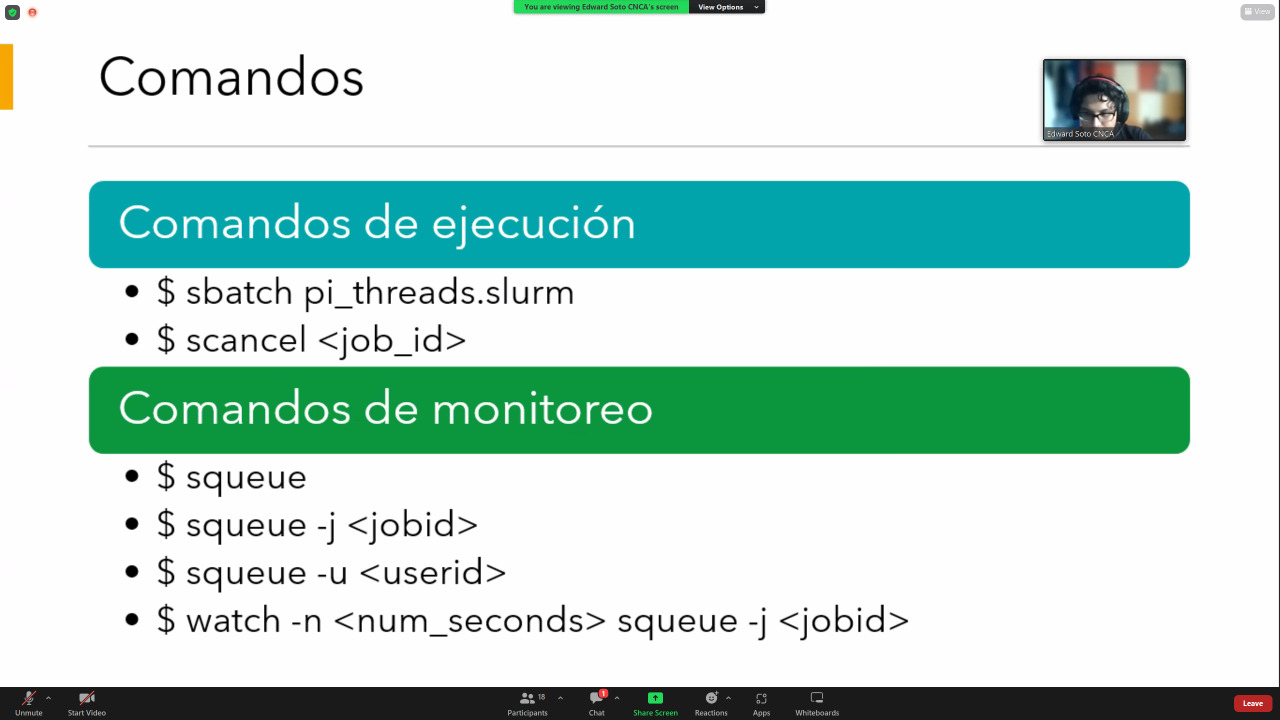 You are viewing Edward Soto CNCA's screen
View Options
View
Comandos
Edward Soto CNCA
Comandos de ejecución
• $ sbatch pi_threads.slurm
• $ scancel <job_id>
Comandos de monitoreo
• $ squeue
• $ squeue -j <jobid>
• $ squeue -u <userid>
• $ watch -n <num_seconds> squeue -j <jobid>
18
1
Unmute
Start Video
Participants
Chat
Share Screen
Reactions
Apps
Whiteboards
Leave